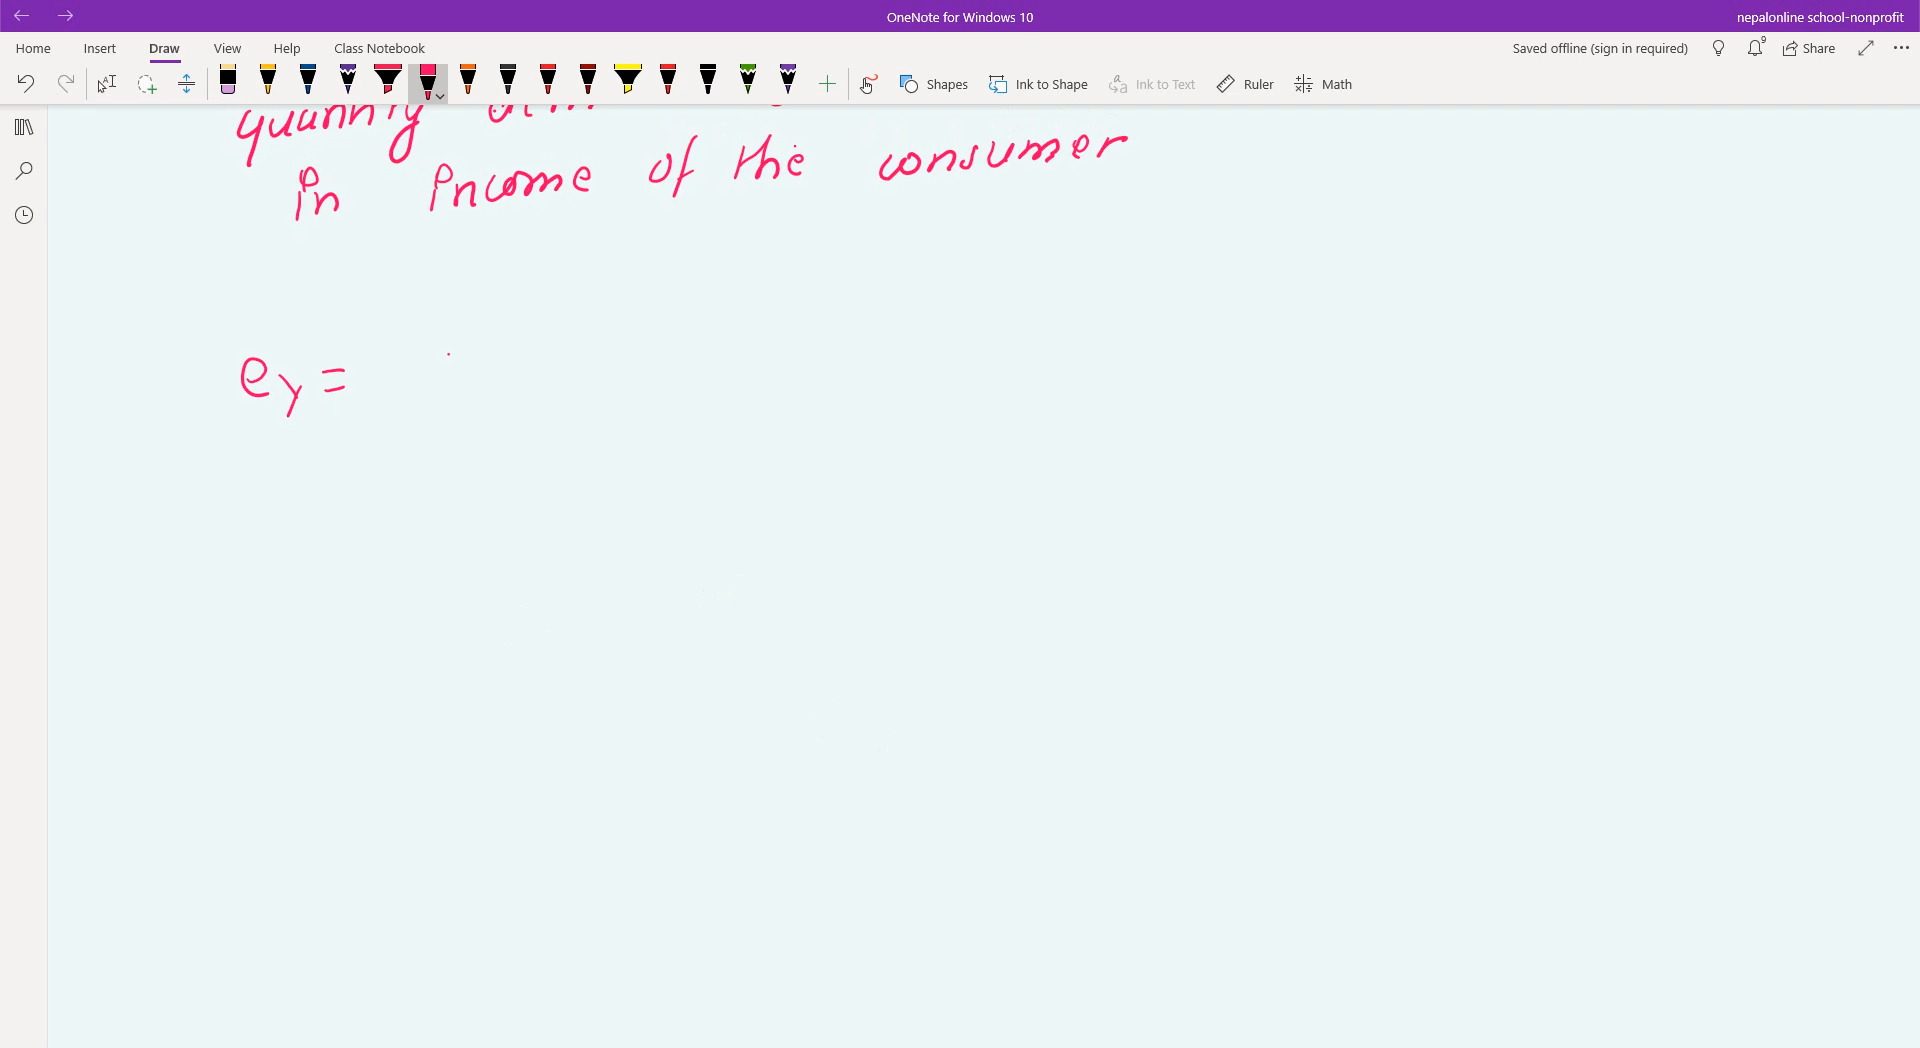 OneNote for Windows 10
nepalonline school-nonprofit
Home Insert Draw View Help Class Notebook
Saved offline (sign in required)
9
Share
Shapes Ink to Shape Ink to Text Ruler Math
quantity
in income of the consumer
ey =